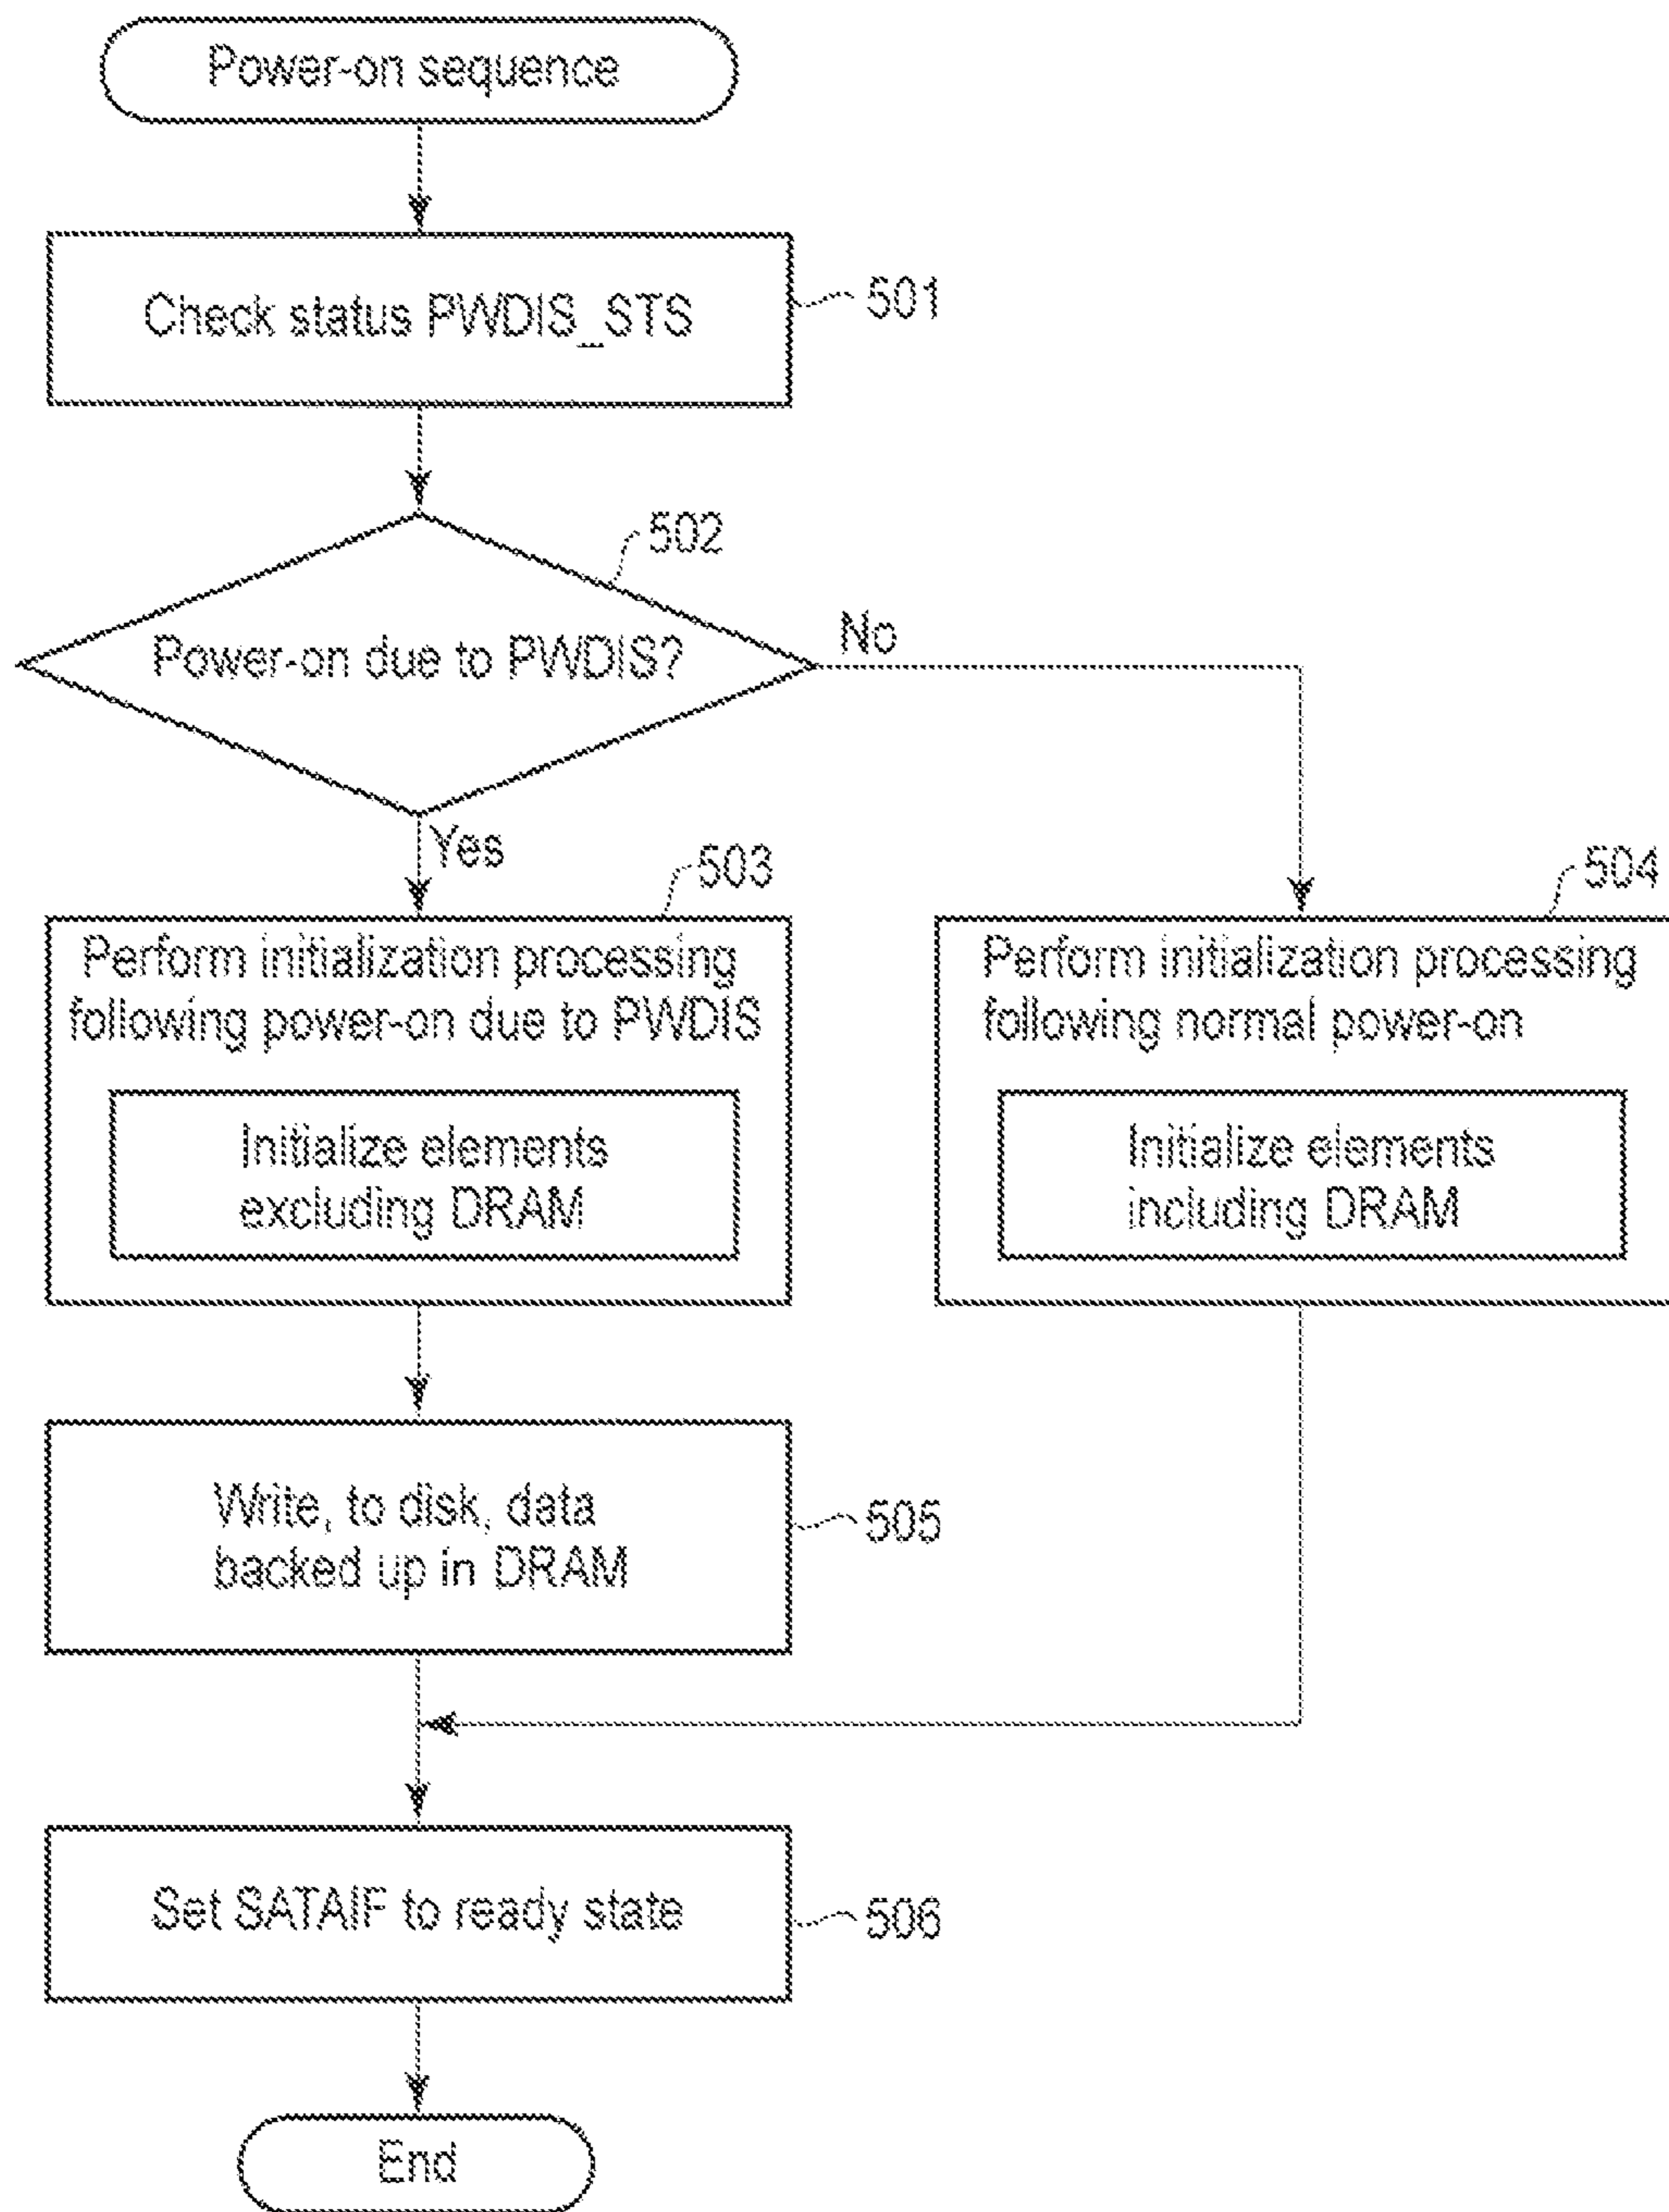 Power-on sequence
Check status PWDIS_STS
501
502
Power-on due to PWDIS?
No
Yes
503
Perform initialization processing
following power-on due to PWDIS
Initialize elements
excluding DRAM
504
Perform initialization processing
following normal power-on
Initialize elements
including DRAM
Write, to disk, data
backed up in DRAM
505
Set SATAIF to ready state
506
End